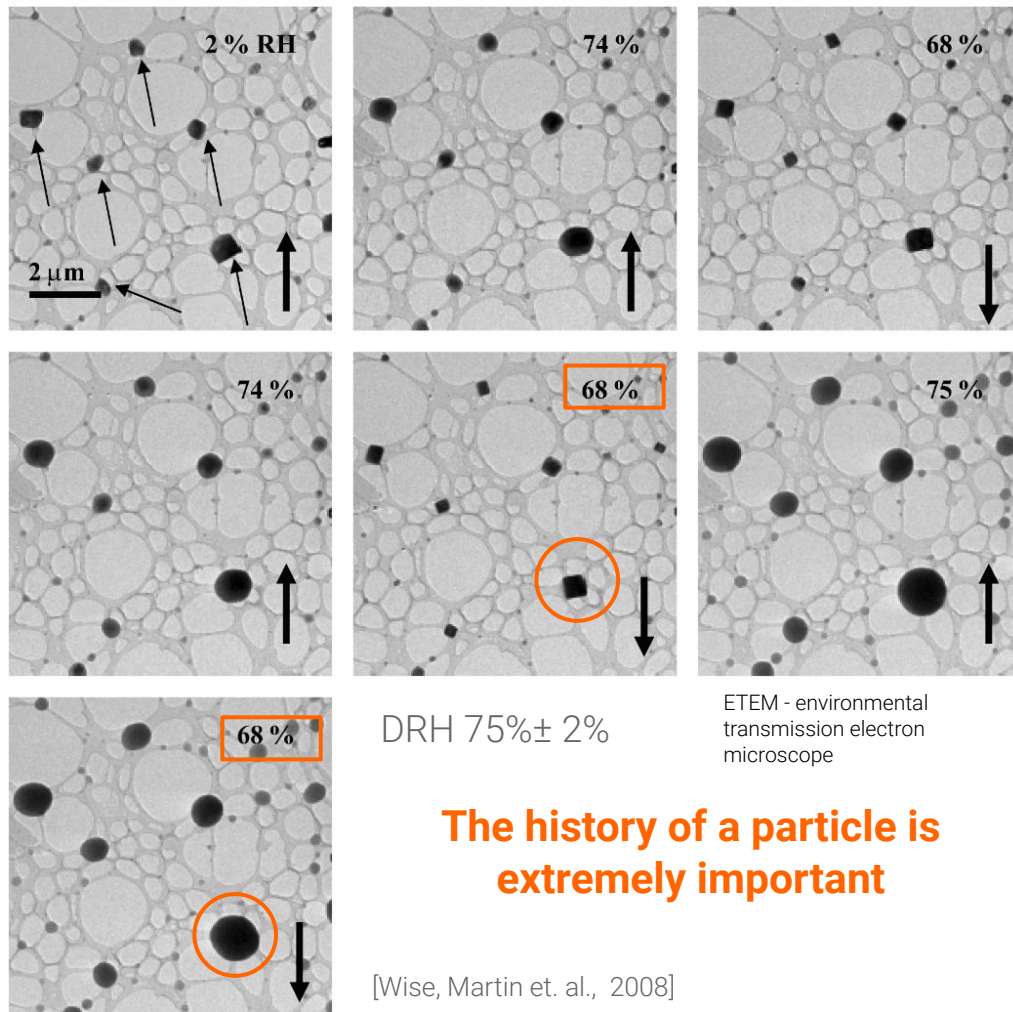 2 % RH
74 %
68 %
2 μm
74 %
68 %
75 %
68 %
DRH 75%± 2%
ETEM - environmental
transmission electron
microscope
The history of a particle is
extremely important
[Wise, Martin et. al., 2008]